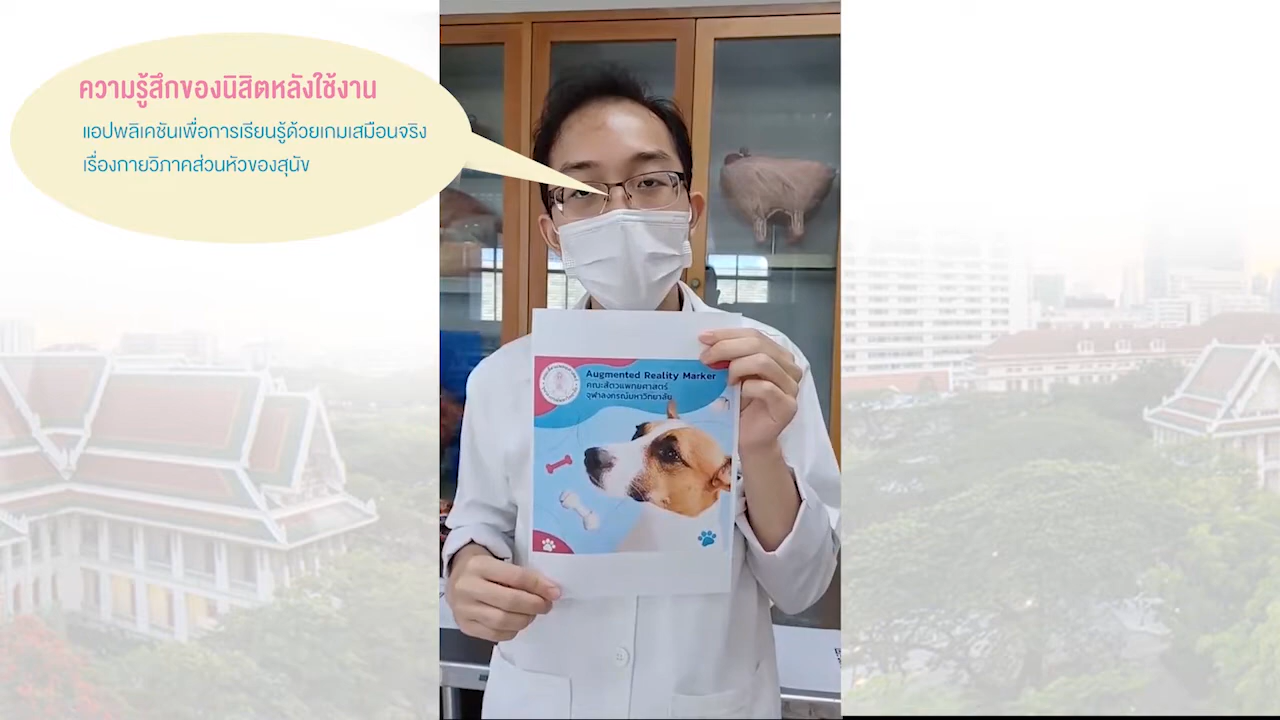 ความรู้สึกของนิสิตหลังใช้งาน
แอปพลิเคชันเพื่อการเรียนรู้ด้วยเกมเสมือนจริง
เรื่องกายวิภาคส่วนหัวของสุนัข
Augmented Reality Marker
คณะสัตวแพทยศาสตร์
จุฬาลงกรณ์มหาวิทยาลัย